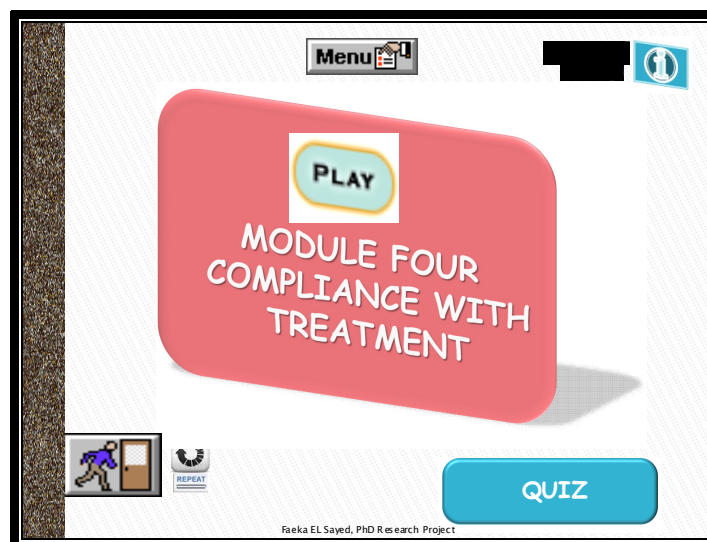 Menu
PLAY
MODULE FOUR
COMPLIANCE WITH
TREATMENT
REPEAT
QUIZ
Faeka EL Sayed, PhD Research Project